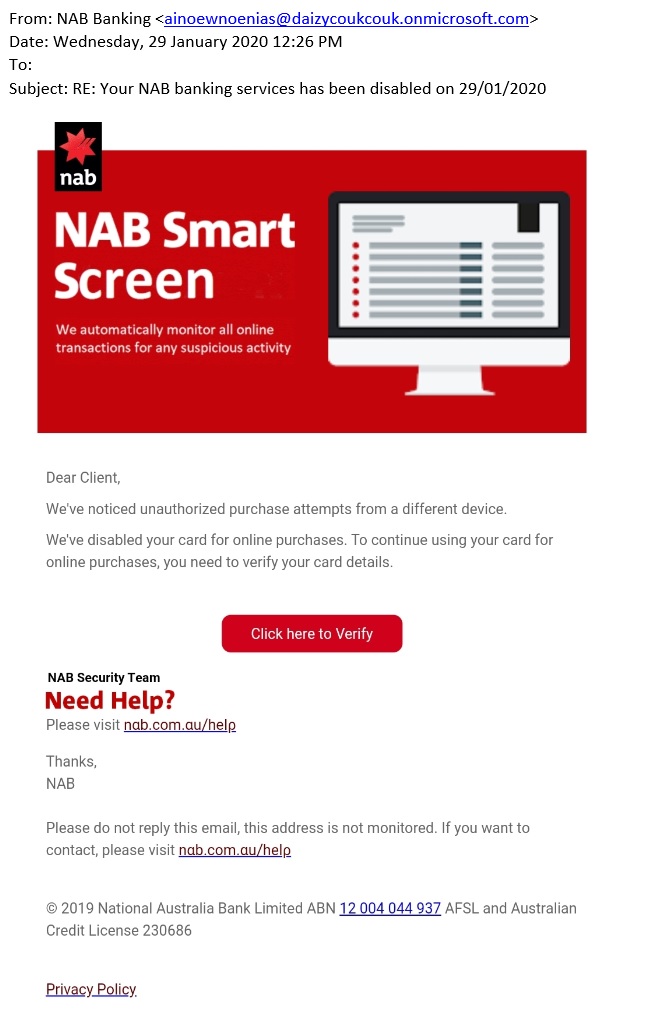 From: NAB Banking <ainoewnoenias@daizycoukcouk.onmicrosoft.com>
Date: Wednesday, 29 January 2020 12:26 PM
To:
Subject: RE: Your NAB banking services has been disabled on 29/01/2020
nab
NAB Smart
Screen
We automatically monitor all online
transactions for any suspicious activity
Dear Client,
We've noticed unauthorized purchase attempts from a different device.
We've disabled your card for online purchases. To continue using your card for
online purchases, you need to verify your card details.
Click here to Verify
NAB Security Team
Need Help?
Please visit nab.com.au/help
Thanks,
NAB
Please do not reply this email, this address is not monitored. If you want to
contact, please visit nab.com.au/help
© 2019 National Australia Bank Limited ABN 12 004 044 937 AFSL and Australian
Credit License 230686
Privacy Policy